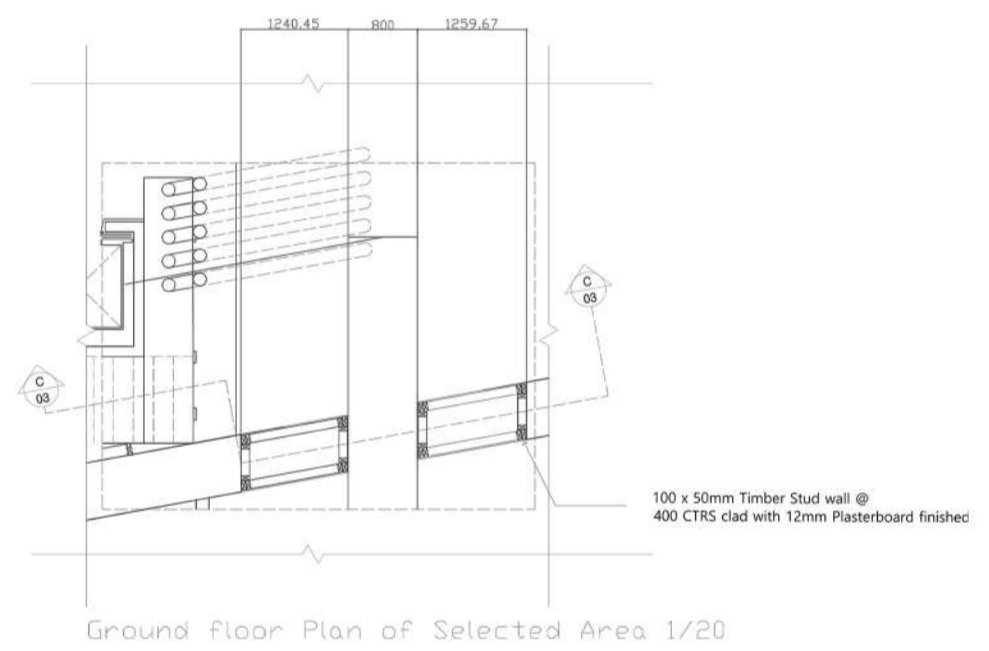 1240.45 800 1259.67
C
03
C
03
100 x 50mm Timber Stud wall @
400 CTRS clad with 12mm Plasterboard finished
Ground floor Plan of Selected Area 1/20